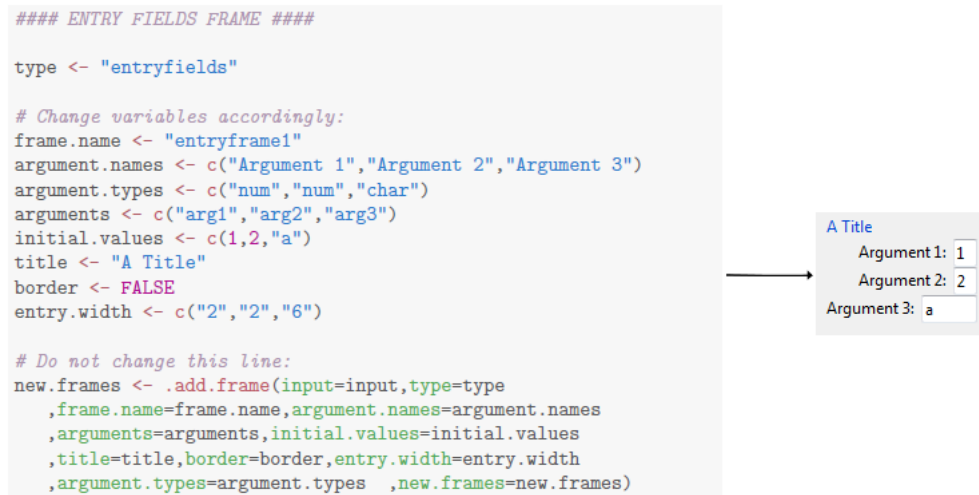 #### ENTRY FIELDS FRAME ####
type <- "entryfields"
# Change variables accordingly:
frame.name <- "entryframe1"
argument.names <- c("Argument 1","Argument 2","Argument 3")
argument.types <- c("num","num","char")
arguments <- c("arg1","arg2","arg3")
initial.values <- c(1,2,"a")
title <- "A Title"
border <- FALSE
entry.width <- c("2","2","6")
# Do not change this line:
new.frames <- .add.frame(input=input,type=type
,frame.name=frame.name,argument.names=argument.names
,arguments=arguments,initial.values=initial.values
,title=title,border=border,entry.width=entry.width
,argument.types=argument.types  ,new.frames=new.frames)
A Title
Argument 1: 1
Argument 2: 2
Argument 3: a